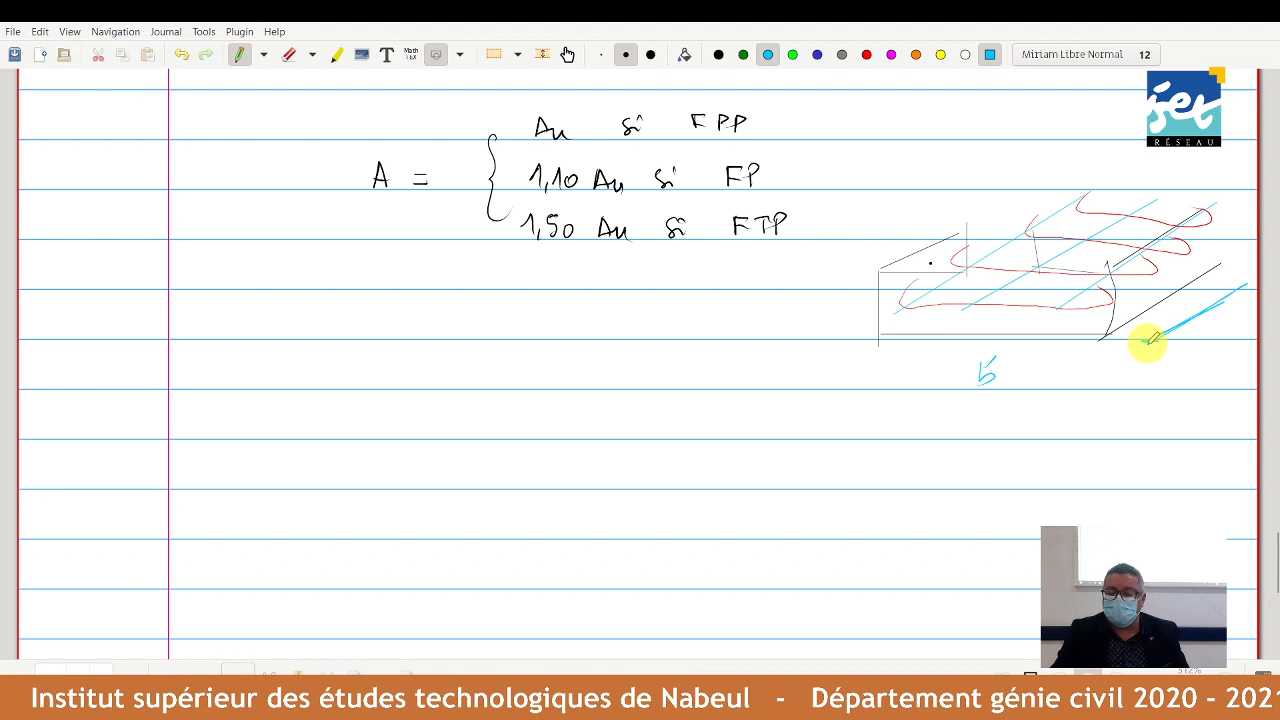 File Edit View Navigation Journal Tools Plugin Help
Miriam Libre Normal 12
iset
RÉSEAU
Au si FPP
A = { 1,10 Au si FP
1,50 Au si FTP
b
Institut supérieur des études technologiques de Nabeul - Département génie civil 2020 - 202